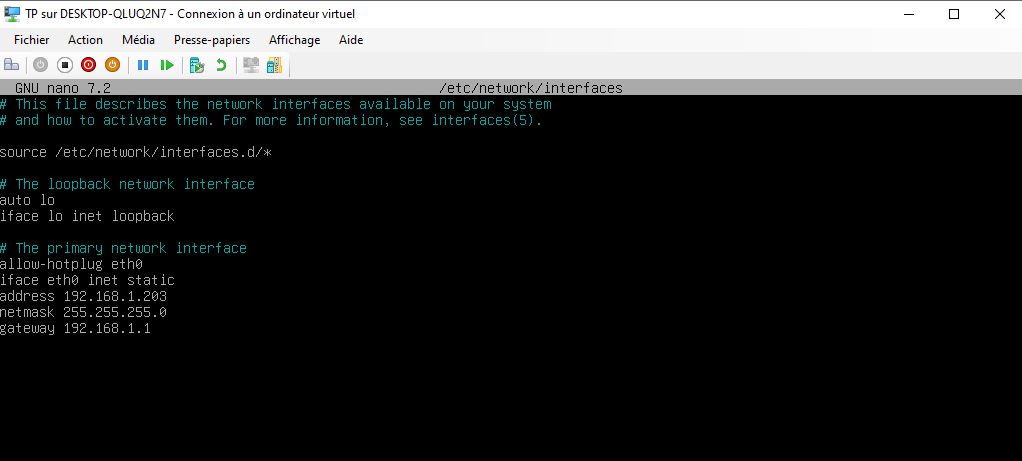 TP sur DESKTOP-QLUQ2N7 - Connexion à un ordinateur virtuel
Fichier Action Média Presse-papiers Affichage Aide
GNU nano 7.2 /etc/network/interfaces
# This file describes the network interfaces available on your system
# and how to activate them. For more information, see interfaces(5).
source /etc/network/interfaces.d/*
# The loopback network interface
auto lo
iface lo inet loopback
# The primary network interface
allow-hotplug eth0
iface eth0 inet static
address 192.168.1.203
netmask 255.255.255.0
gateway 192.168.1.1